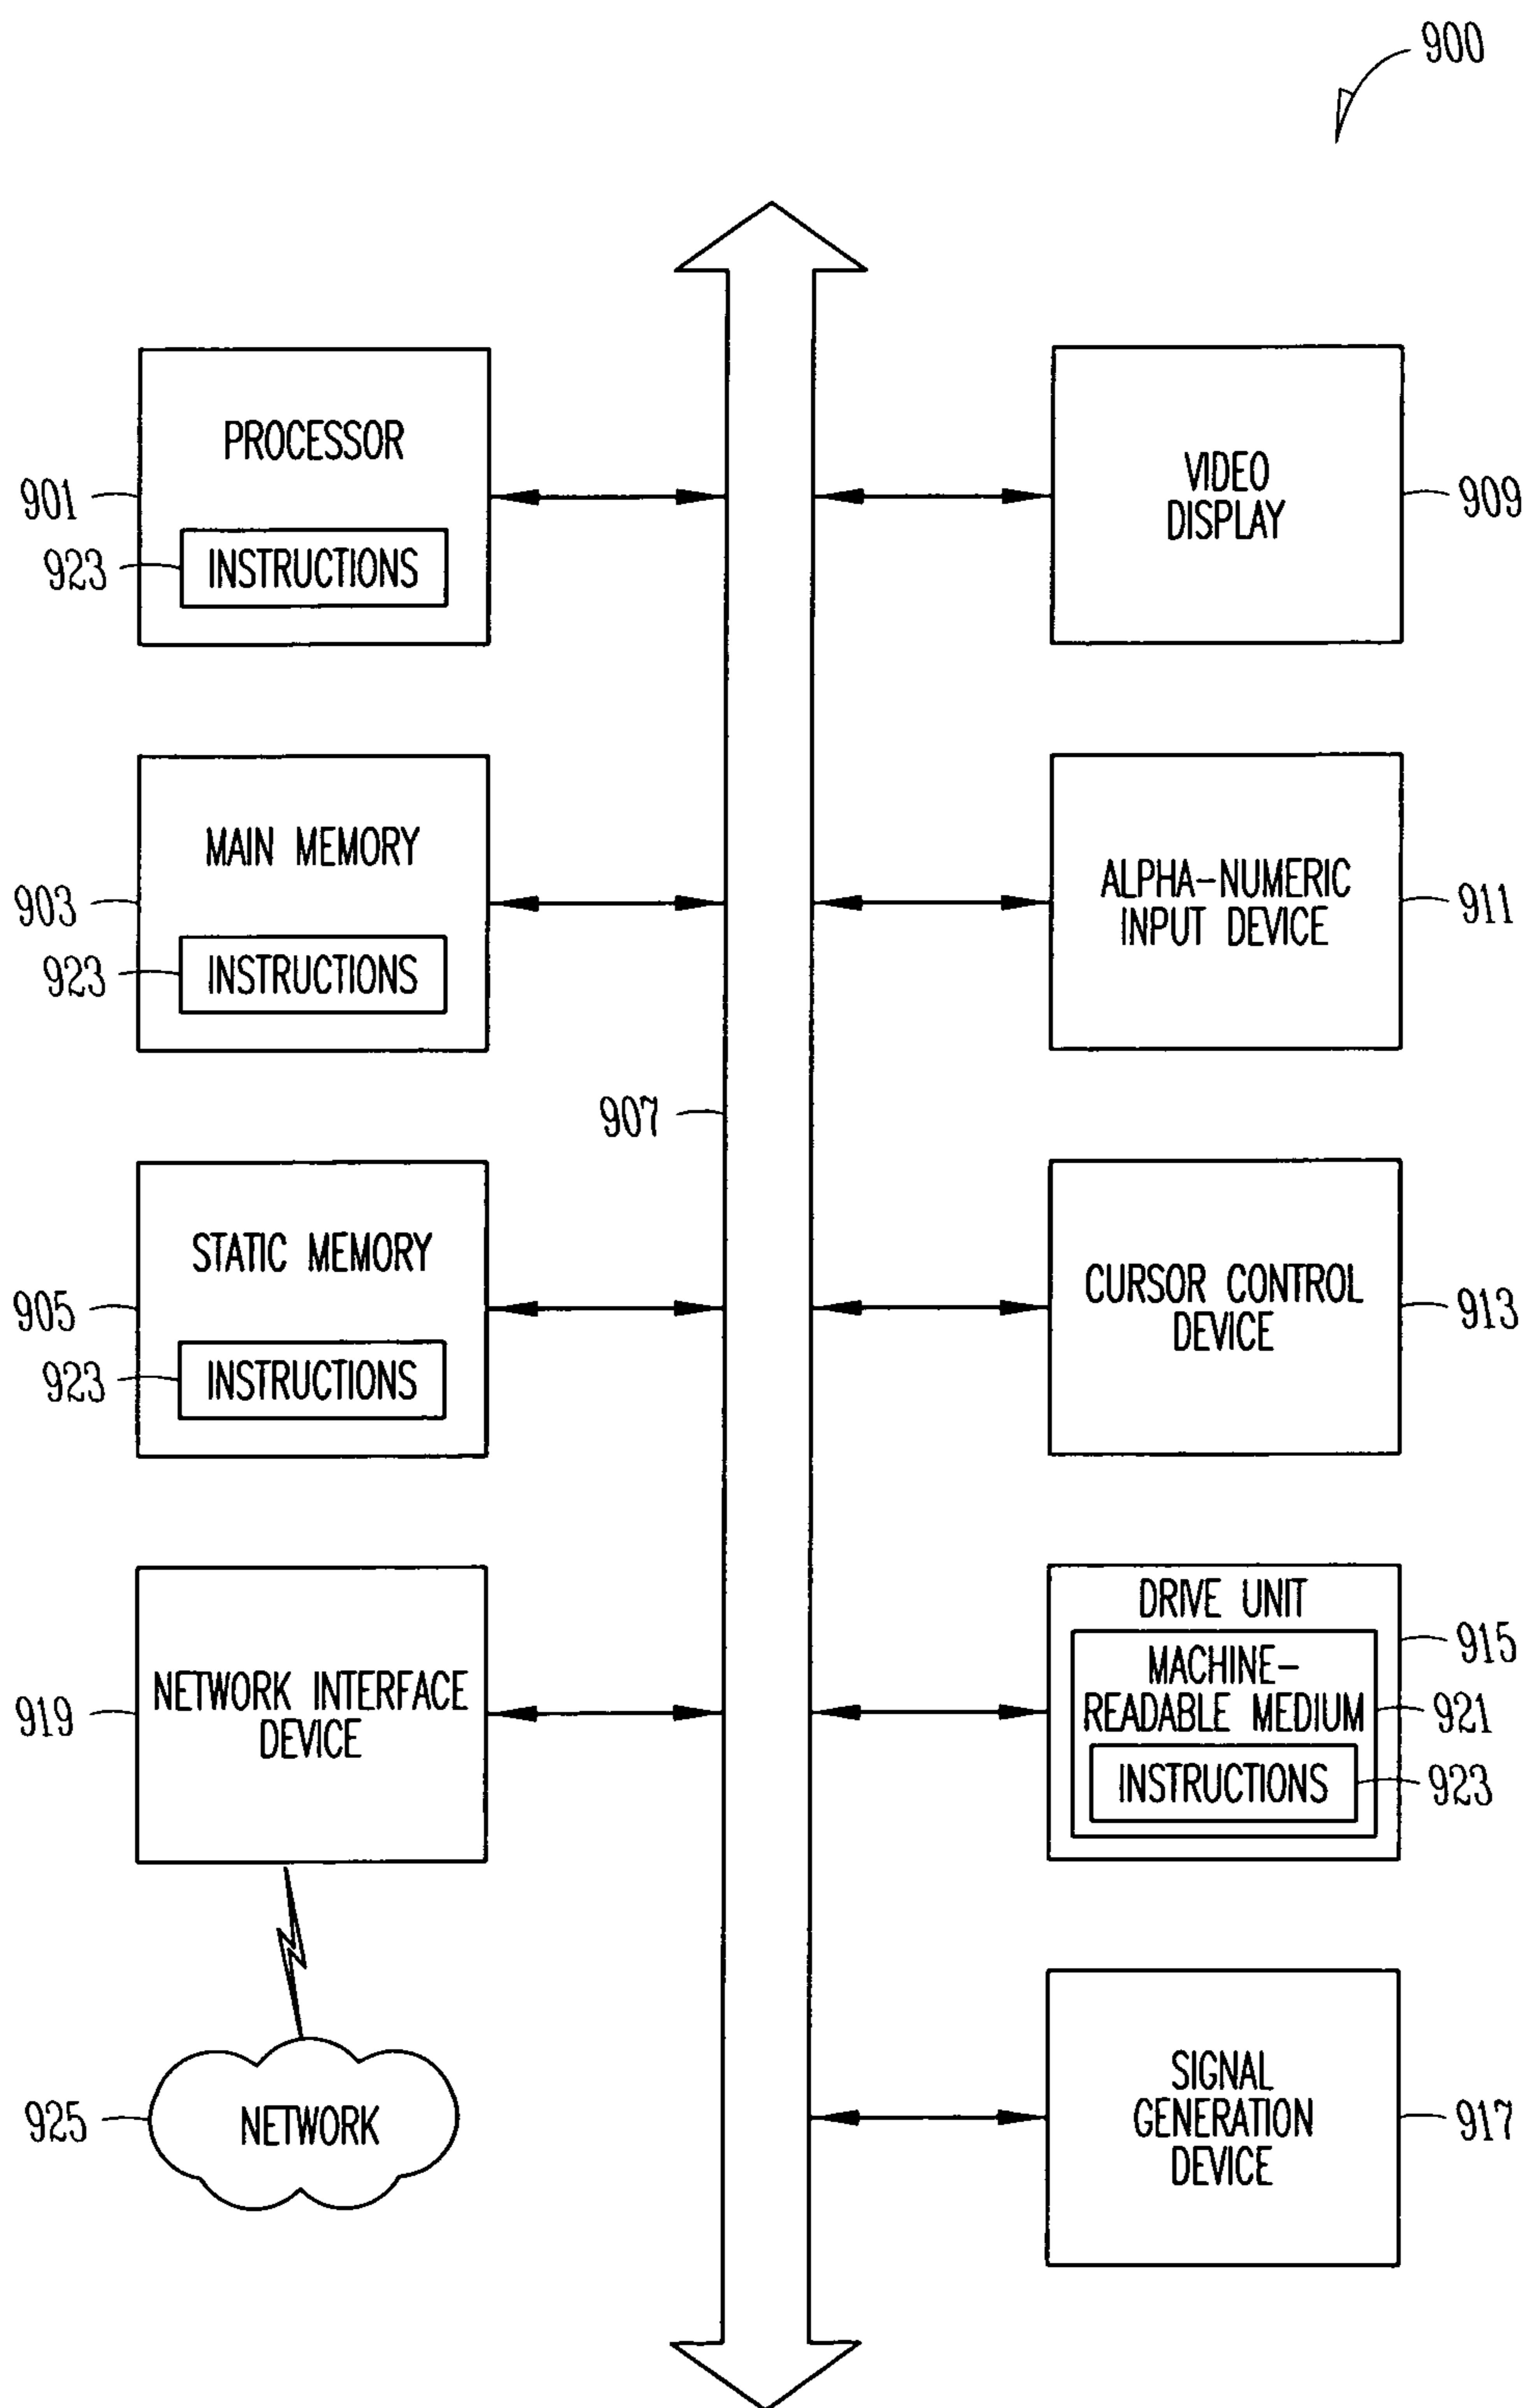 900
PROCESSOR
901
923
INSTRUCTIONS
VIDEO
DISPLAY
909
MAIN MEMORY
903
923
INSTRUCTIONS
ALPHA-NUMERIC
INPUT DEVICE
911
907
STATIC MEMORY
905
923
INSTRUCTIONS
CURSOR CONTROL
DEVICE
913
NETWORK INTERFACE
DEVICE
919
DRIVE UNIT
915
MACHINE-
READABLE MEDIUM
921
INSTRUCTIONS
923
NETWORK
925
SIGNAL
GENERATION
DEVICE
917